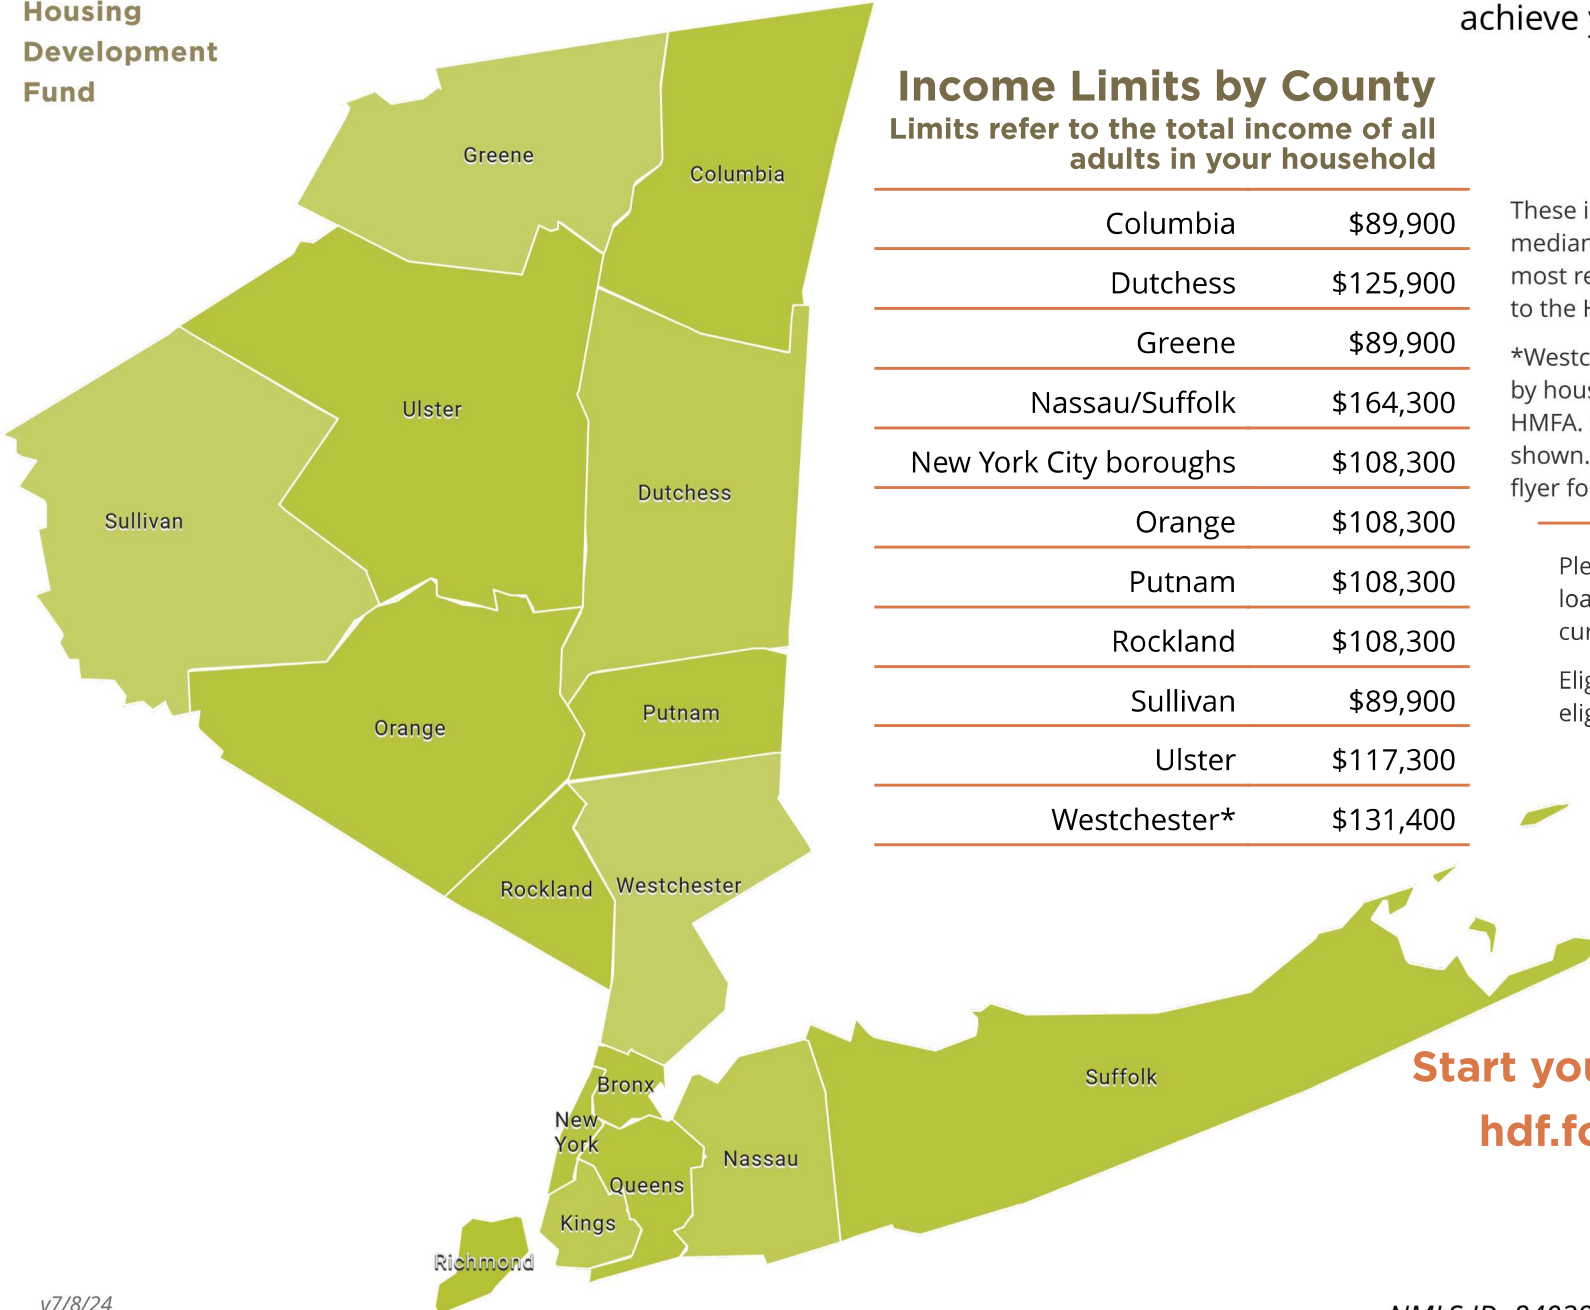 Housing
Development
Fund
achieve
Income Limits by County
Limits refer to the total income of all
adults in your household
Columbia $89,900
Dutchess $125,900
Greene $89,900
Nassau/Suffolk $164,300
New York City boroughs $108,300
Orange $108,300
Putnam $108,300
Rockland $108,300
Sullivan $89,900
Ulster $117,300
Westchester* $131,400
These
most
to the
by
HMFA.
shown.
flyer
Start
Greene
Columbia
Ulster
Dutchess
Sullivan
Putnam
Orange
Rockland
Westchester
Bronx
New
York
Queens
Kings
Richmond
Nassau
Suffolk
v7/8/24